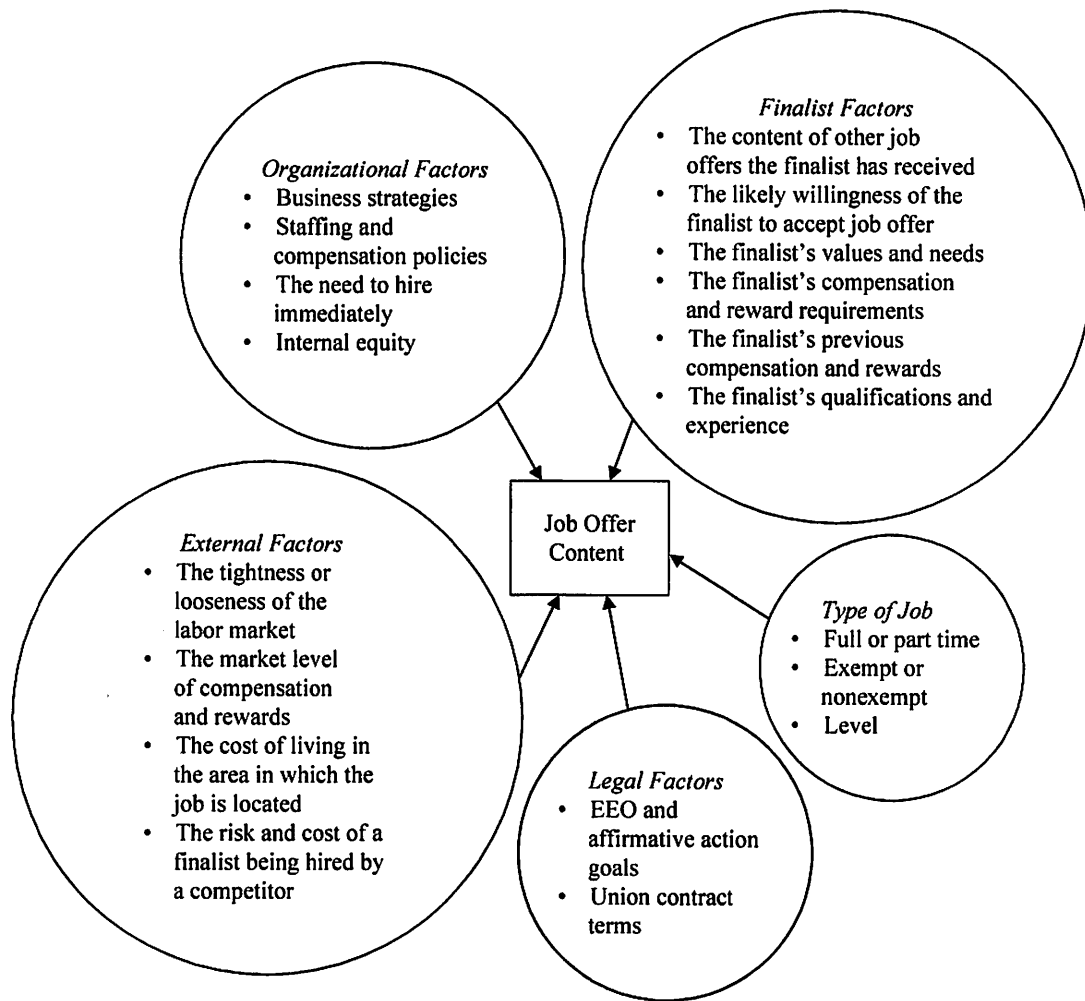 Organizational Factors
• Business strategies
• Staffing and
compensation policies
• The need to hire
immediately
• Internal equity
Finalist Factors
• The content of other job
offers the finalist has received
• The likely willingness of the
finalist to accept job offer
• The finalist's values and needs
• The finalist's compensation
and reward requirements
• The finalist's previous
compensation and rewards
• The finalist's qualifications and
experience
Job Offer
Content
External Factors
• The tightness or
looseness of the
labor market
• The market level
of compensation
and rewards
• The cost of living in
the area in which the
job is located
• The risk and cost of a
finalist being hired by
a competitor
Type of Job
• Full or part time
• Exempt or
nonexempt
• Level
Legal Factors
• EEO and
affirmative action
goals
• Union contract
terms